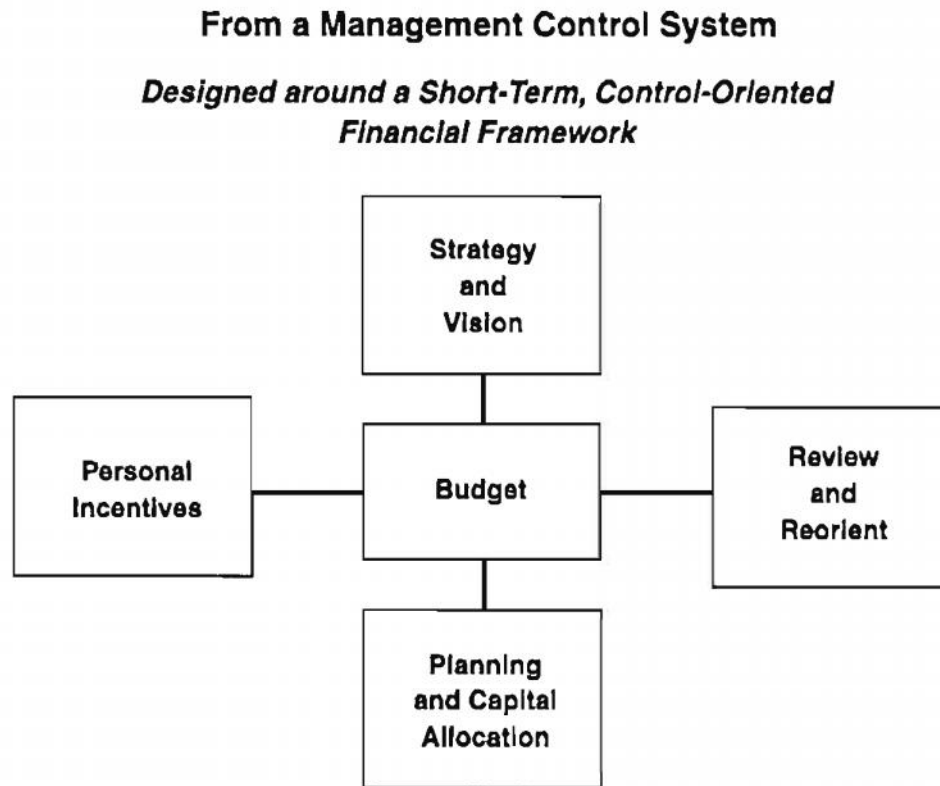 From a Management Control System
Designed around a Short-Term, Control-Oriented
Financial Framework
Strategy
and
Vision
Personal
Incentives
Budget
Review
and
Reorient
Planning
and Capital
Allocation